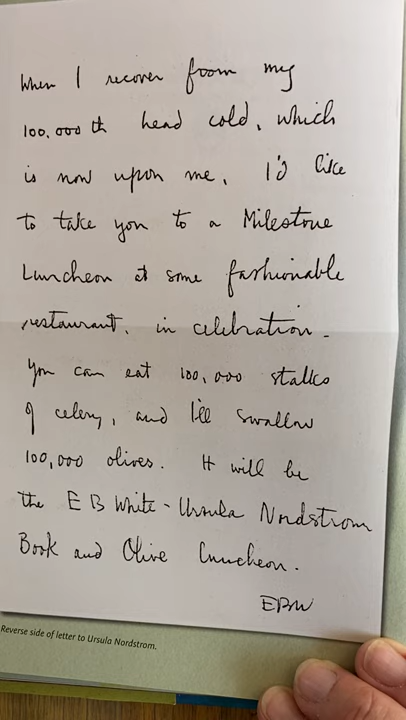 When I recover from my
100,000th head cold, which
is now upon me, I'd like
to take you to a Milestone
Luncheon at some fashionable
restaurant, in celebration.
You can eat 100,000 stalks
of celery, and I'll swallow
100,000 olives. It will be
the E B White - Ursula Nordstrom
Book and Olive Luncheon.
EBW
Reverse side of letter to Ursula Nordstrom.